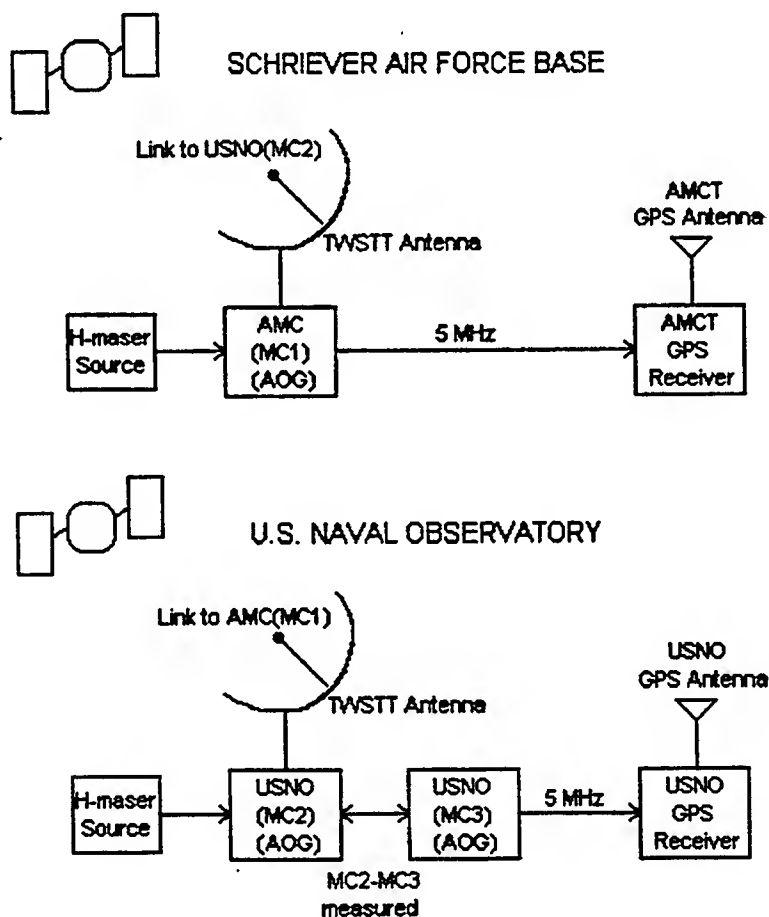 SCHRIEVER AIR FORCE BASE
Link to USNO(MC2)
TWSTT Antenna
AMCT
GPS Antenna
H-maser
Source
AMC
(MC1)
(AOG)
5 MHz
AMCT
GPS
Receiver
U.S. NAVAL OBSERVATORY
Link to AMC(MC1)
TWSTT Antenna
USNO
GPS Antenna
H-maser
Source
USNO
(MC2)
(AOG)
USNO
(MC3)
(AOG)
5 MHz
USNO
GPS
Receiver
MC2-MC3
measured